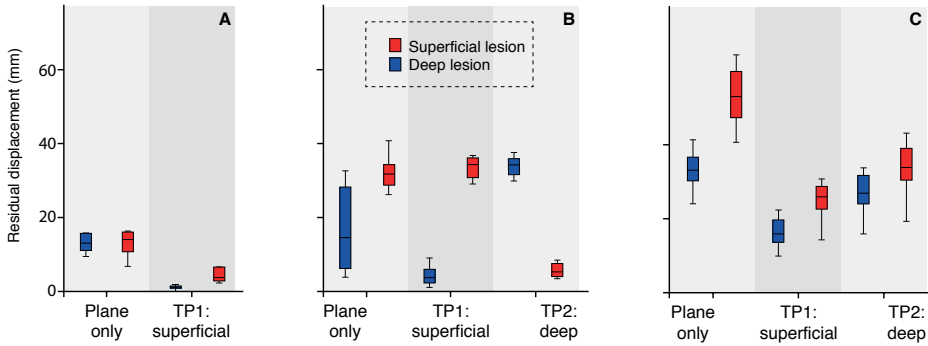 A
B
C
Residual displacement (mm)
60
40
20
0
Superficial lesion
Deep lesion
Plane only
TP1: superficial
Plane only
TP1: superficial
TP2: deep
Plane only
TP1: superficial
TP2: deep